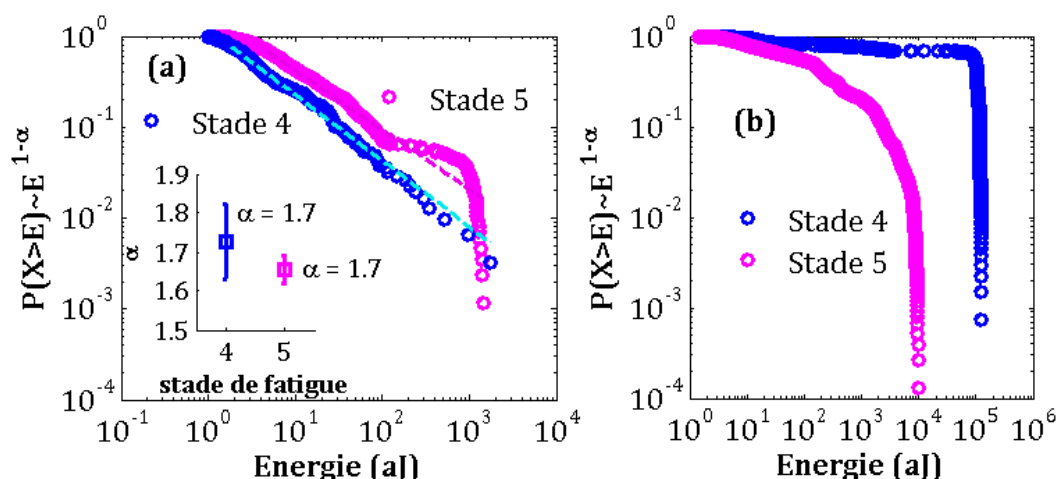 10^0
10^-1
10^-2
10^-3
10^-4
P(X>E)~E^1-α
(a)
Stade 4
Stade 5
1.9
1.8
1.7
1.6
1.5
α
α = 1.7
α = 1.7
4 5
stade de fatigue
10^-1 10^0 10^1 10^2 10^3 10^4
Energie (aJ)
10^0
10^-1
10^-2
10^-3
10^-4
P(X>E)~E^1-α
(b)
Stade 4
Stade 5
10^0 10^1 10^2 10^3 10^4 10^5 10^6
Energie (aJ)